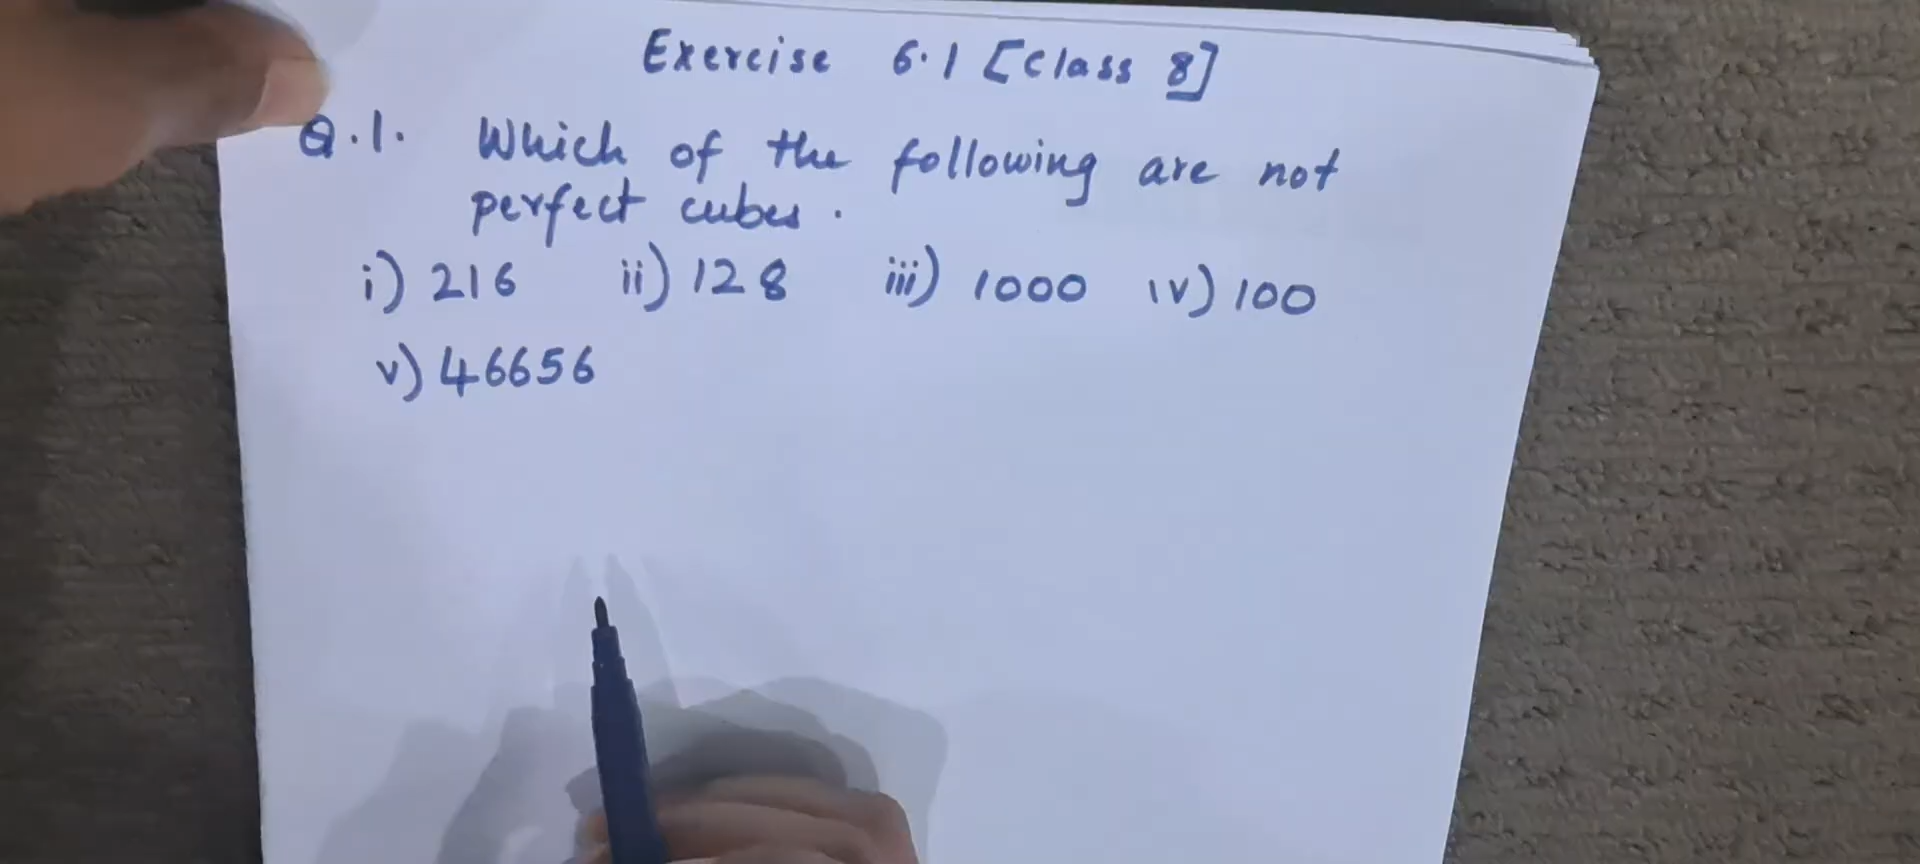 Exercise 6.1 [Class 8]
Q.1. Which of the following are not
perfect cubes.
i) 216 ii) 128 iii) 1000 iv) 100
v) 46656